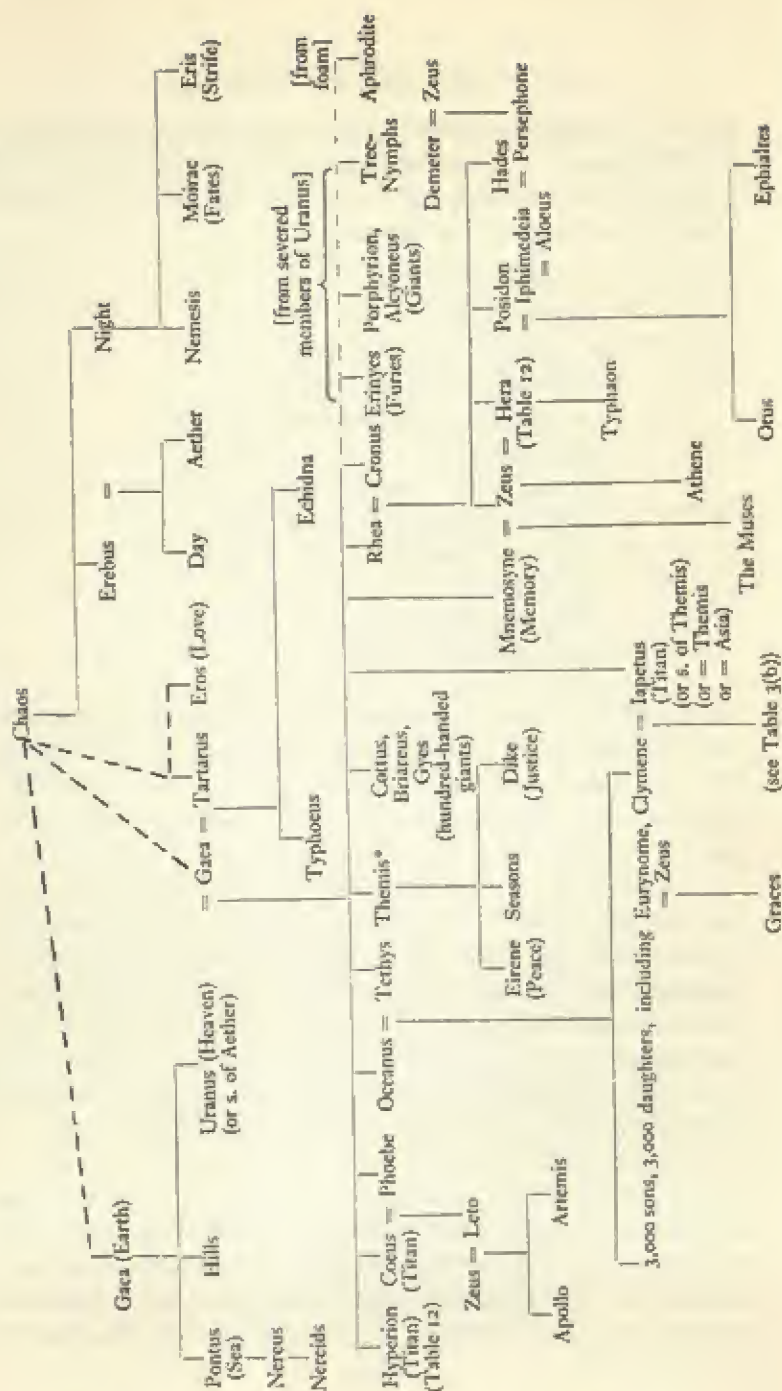 Chaos
Gaea (Earth)
Erebus =
Night
Pontus
(Sea)
Hills
Uranus (Heaven)
(or s. of Aether)
= Gaea = Tartarus
Eros (Love)
Day
Aether
Nemesis
Moirae
(Fates)
Eris
(Strife)
Nereus
Nereids
Typhoeus
Echidna
[from severed
members of Uranus]
[from
foam]
Hyperion
(Titan)
(Table 12)
Coeus = Phoebe
(Titan)
Oceanus = Tethys
Themis*
Cottus,
Briareus,
Gyes
(hundred-handed
giants)
Rhea = Cronus
Erinyes
(Furies)
Porphyrion,
Alcyoneus
(Giants)
Tree-
Nymphs
Aphrodite
Zeus = Leto
Demeter = Zeus
Apollo
Artemis
Eirene
(Peace)
Seasons
Dike
(Justice)
Mnemosyne = Zeus = Hera
(Memory)
(Table 12)
Posidon
= Iphimedeia
= Aloeus
Hades
= Persephone
3,000 sons, 3,000 daughters, including Eurynome, Clymene = Iapetus
= Zeus
(Titan)
(or s. of Themis)
(or = Themis
or = Asia)
Typhaon
Athene
The Muses
Otus
Ephialtes
Graces
(see Table 3(b))